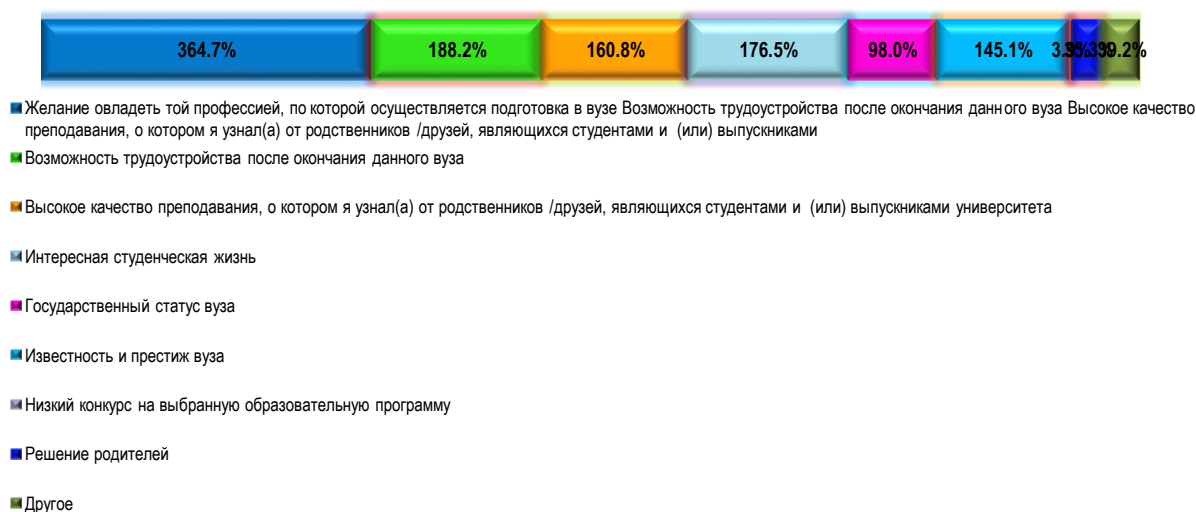 364.7% 188.2% 160.8% 176.5% 98.0% 145.1% 39.2%
Желание овладеть той профессией, по которой осуществляется подготовка в вузе Возможность трудоустройства после окончания данного вуза Высокое качество
преподавания, о котором я узнал(а) от родственников /друзей, являющихся студентами и (или) выпускниками
Возможность трудоустройства после окончания данного вуза
Высокое качество преподавания, о котором я узнал(а) от родственников /друзей, являющихся студентами и (или) выпускниками университета
Интересная студенческая жизнь
Государственный статус вуза
Известность и престиж вуза
Низкий конкурс на выбранную образовательную программу
Решение родителей
Другое